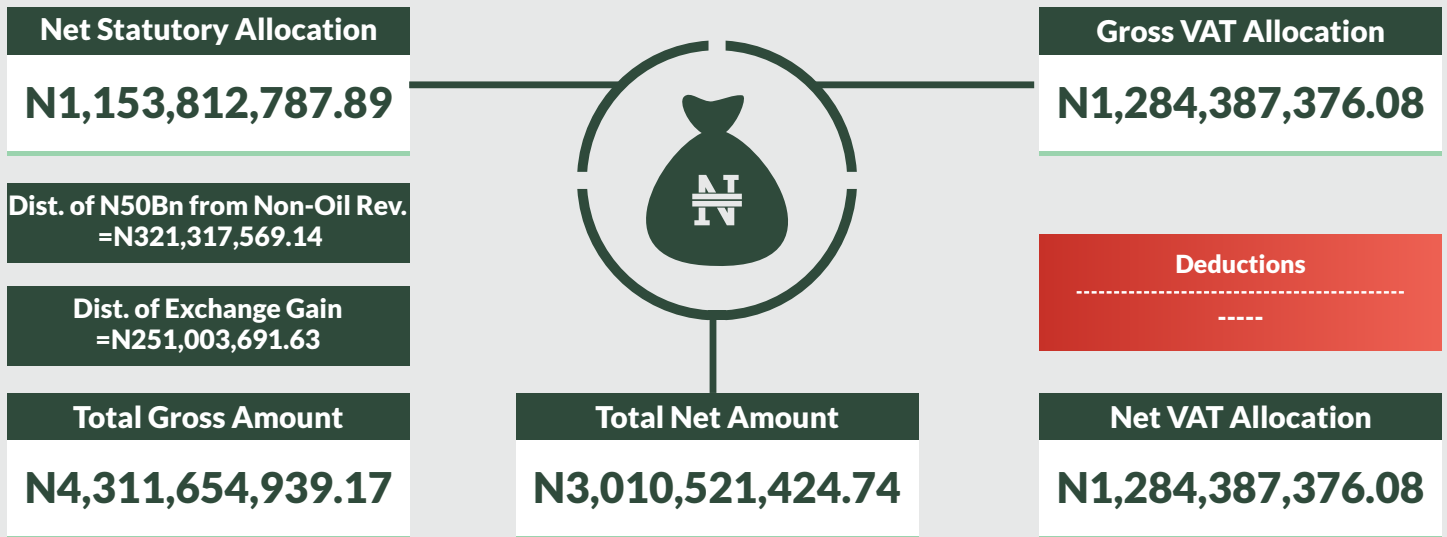 Net Statutory Allocation
N1,153,812,787.89
Dist. of N50Bn from Non-Oil Rev.
=N321,317,569.14
Dist. of Exchange Gain
=N251,003,691.63
Total Gross Amount
N4,311,654,939.17
₦
Total Net Amount
N3,010,521,424.74
Gross VAT Allocation
N1,284,387,376.08
Deductions
--------------------------------------------
-----
Net VAT Allocation
N1,284,387,376.08